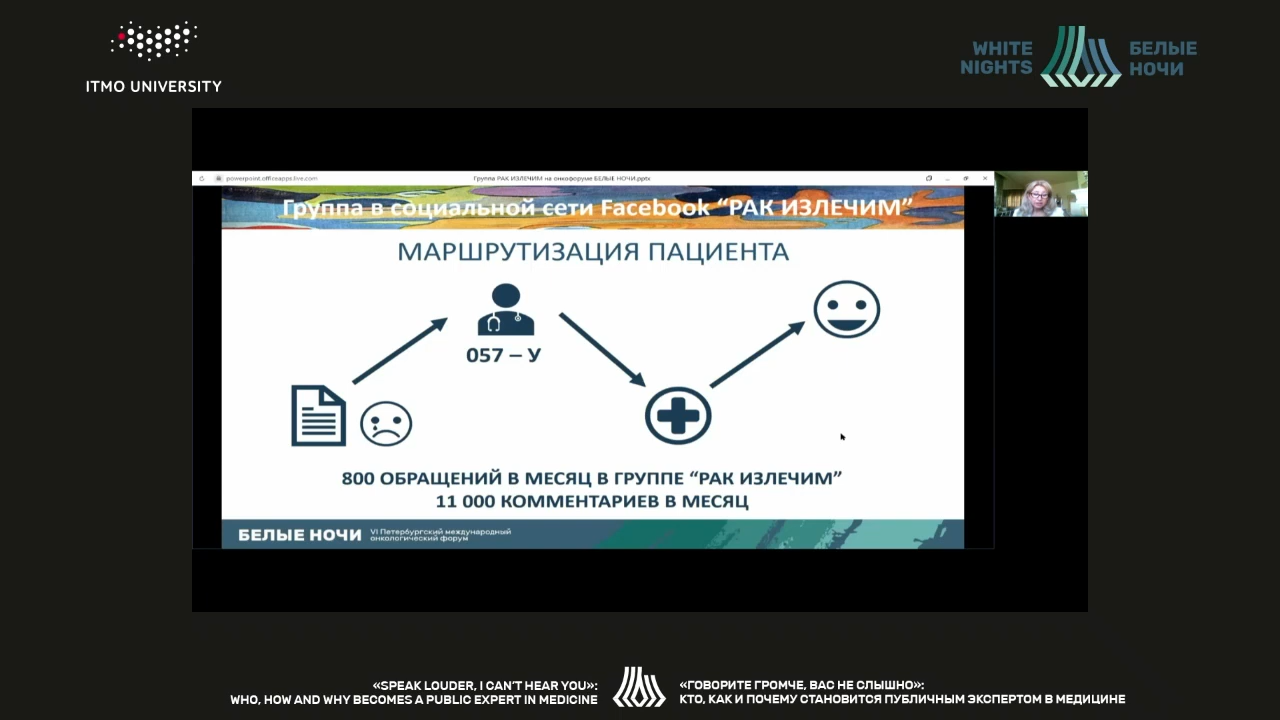 ITMO UNIVERSITY
WHITE
NIGHTS
БЕЛЫЕ
НОЧИ
powerpoint.officeapps.live.com
Группа РАК ИЗЛЕЧИМ на онкофоруме БЕЛЫЕ НОЧИ.pptx
Группа в социальной сети Facebook “РАК ИЗЛЕЧИМ”
МАРШРУТИЗАЦИЯ ПАЦИЕНТА
057 – У
800 ОБРАЩЕНИЙ В МЕСЯЦ В ГРУППЕ “РАК ИЗЛЕЧИМ”
11 000 КОММЕНТАРИЕВ В МЕСЯЦ
БЕЛЫЕ НОЧИ
VI Петербургский международный
онкологический форум
«SPEAK LOUDER, I CAN'T HEAR YOU»:
WHO, HOW AND WHY BECOMES A PUBLIC EXPERT IN MEDICINE
«ГОВОРИТЕ ГРОМЧЕ, ВАС НЕ СЛЫШНО»:
КТО, КАК И ПОЧЕМУ СТАНОВИТСЯ ПУБЛИЧНЫМ ЭКСПЕРТОМ В МЕДИЦИНЕ